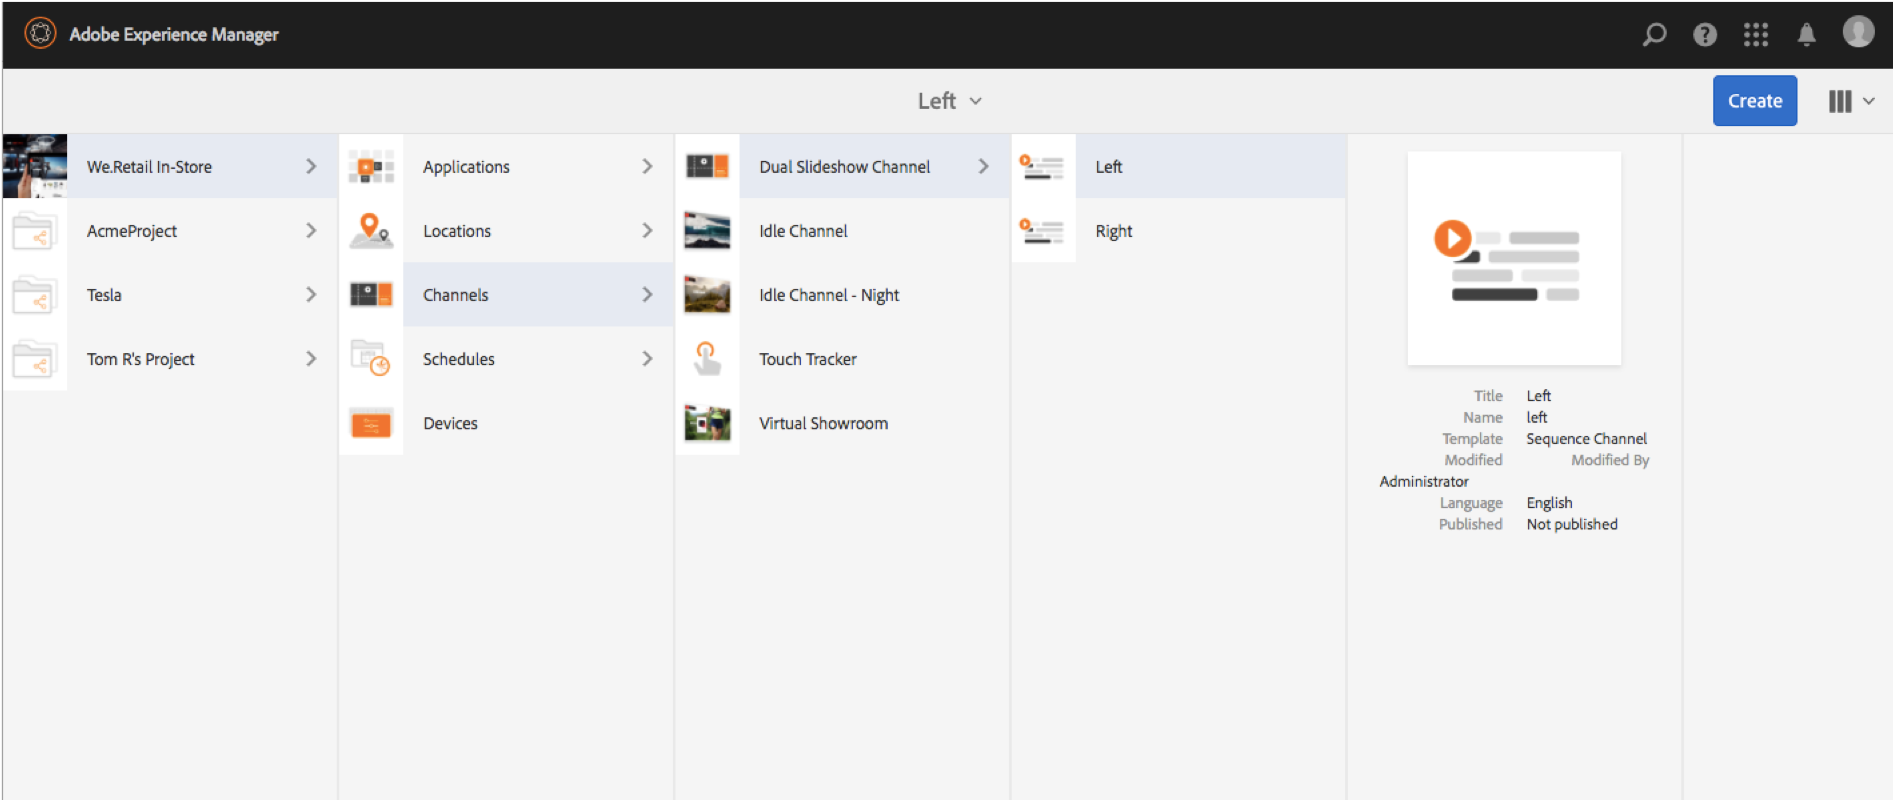 Adobe Experience Manager
Left
Create
We.Retail In-Store
AcmeProject
Tesla
Tom R's Project
Applications
Locations
Channels
Schedules
Devices
Dual Slideshow Channel
Idle Channel
Idle Channel - Night
Touch Tracker
Virtual Showroom
Left
Right
Title Left
Name left
Template Sequence Channel
Modified Modified By
Administrator
Language English
Published Not published